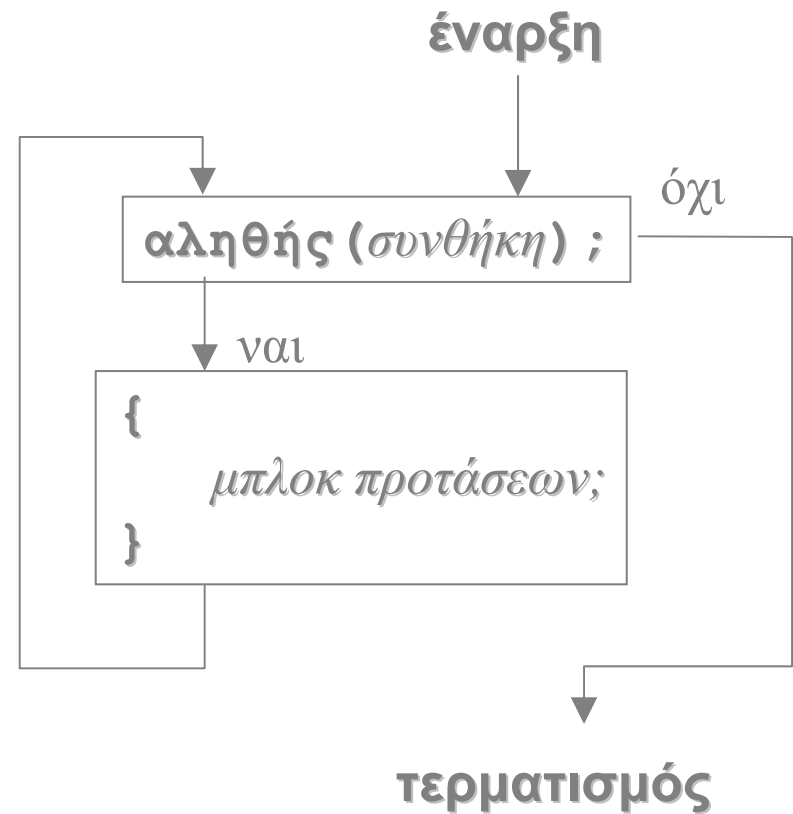 έναρξη
όχι
αληθής(συνθήκη);
ναι
{
μπλοκ προτάσεων;
}
τερματισμός